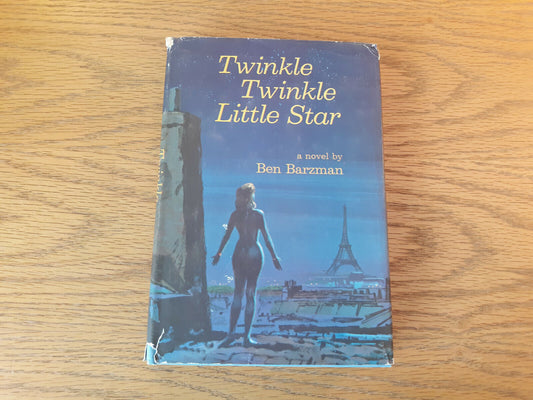 Twinkle
Twinkle
Little Star
a novel by
Ben Barzman